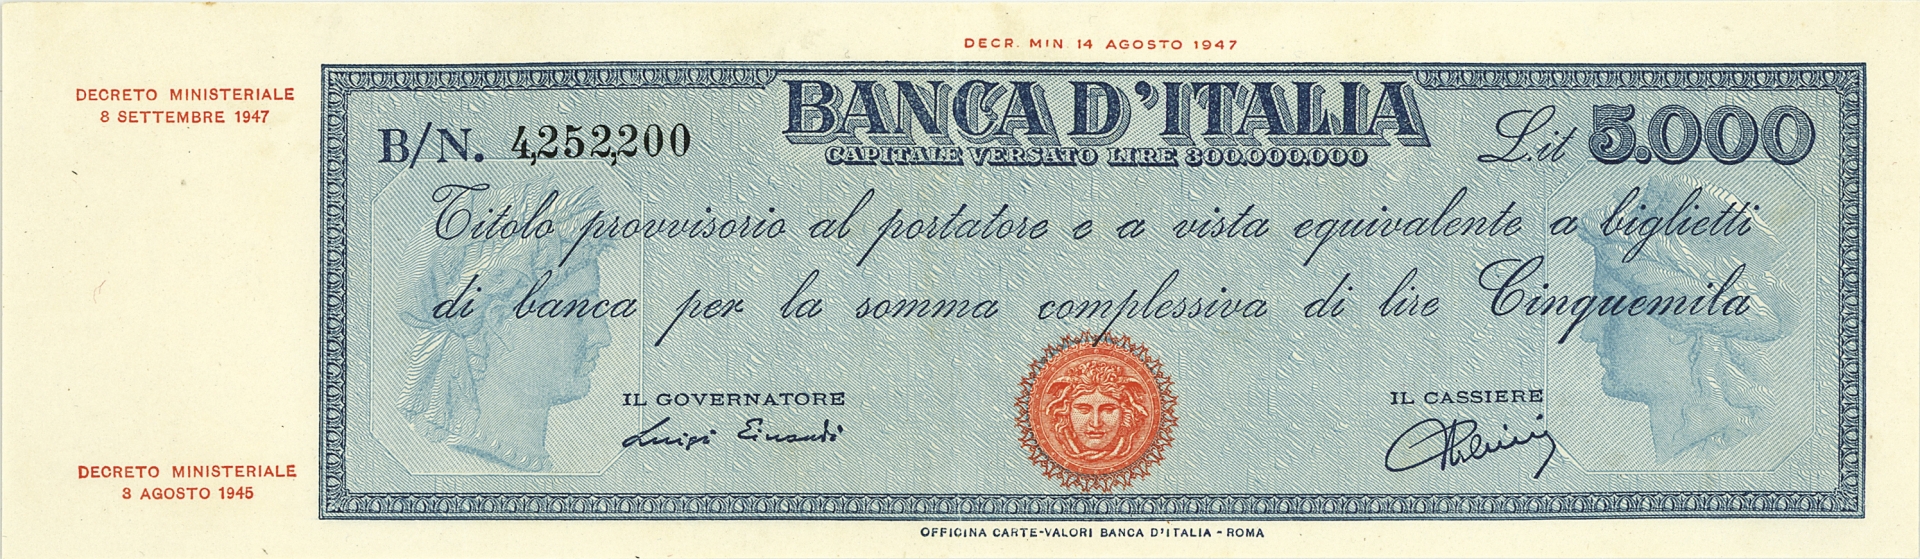 DECR. MIN. 14 AGOSTO 1947
DECRETO MINISTERIALE
8 SETTEMBRE 1947
BANCA D'ITALIA
CAPITALE VERSATO LIRE 300.000.000
B/N. 4,252,200
Lit 5.000
Titolo provvisorio al portatore e a vista equivalente a biglietti
di banca per la somma complessiva di lire Cinquemila
IL GOVERNATORE
Luigi Einaudi
IL CASSIERE
DECRETO MINISTERIALE
3 AGOSTO 1945
OFFICINA CARTE-VALORI BANCA D'ITALIA - ROMA